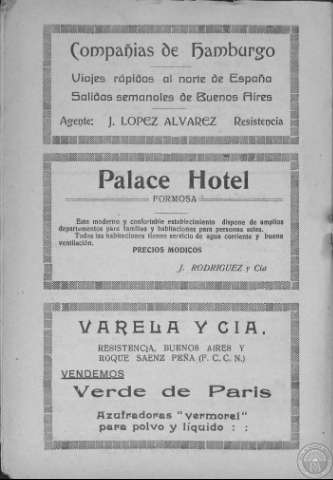 Compañias de Hamburgo
Viajes rápidos al norte de España
Salidas semanales de Buenos Aires
Agente: J. LOPEZ ALVAREZ Resistencia
Palace Hotel
FORMOSA
Este moderno y confortable establecimiento dispone de amplios
departamentos para familias y habitaciones para personas solas.
Todas las habitaciones tienen servicio de agua corriente y buena
ventilación.
PRECIOS MODICOS
J. RODRIGUEZ y Cia
VARELA Y CIA.
RESISTENCIA, BUENOS AIRES Y
ROQUE SAENZ PEÑA (F. C. C. N.)
VENDEMOS
Verde de Paris
Azufradoras "vermorel"
para polvo y líquido : :